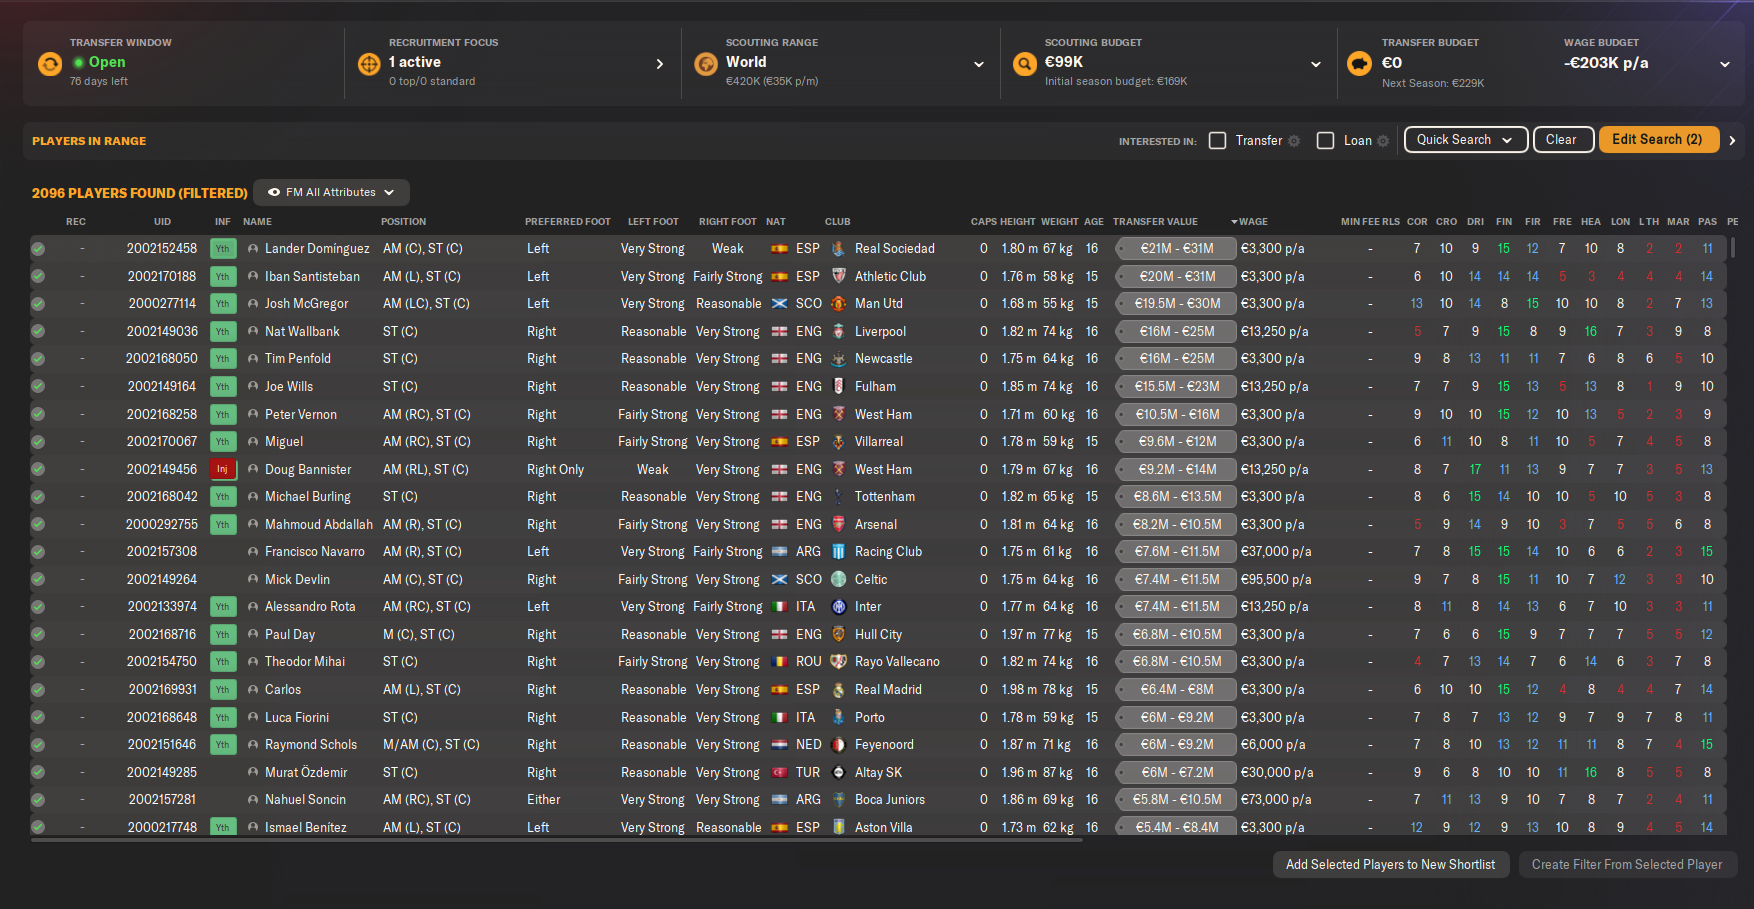 TRANSFER WINDOW
Open
76 days left
RECRUITMENT FOCUS
1 active
0 top/0 standard
SCOUTING RANGE
World
€420K (€35K p/m)
SCOUTING BUDGET
€99K
Initial season budget: €169K
TRANSFER BUDGET
€0
Next Season: €229K
WAGE BUDGET
-€203K p/a
PLAYERS IN RANGE
INTERESTED IN: Transfer Loan Quick Search Clear Edit Search (2)
2096 PLAYERS FOUND (FILTERED) FM All Attributes
REC UID INF NAME POSITION PREFERRED FOOT LEFT FOOT RIGHT FOOT NAT CLUB CAPS HEIGHT WEIGHT AGE TRANSFER VALUE WAGE MIN FEE RLS COR CRO DRI FIN FIR FRE HEA LON L TH MAR PAS PE
- 2002152458 Yth Lander Domínguez AM (C), ST (C) Left Very Strong Weak ESP Real Sociedad 0 1.80 m 67 kg 16 €21M - €31M €3,300 p/a - 7 10 9 15 12 7 10 8 2 2 11
- 2002170188 Yth Iban Santisteban AM (L), ST (C) Left Very Strong Fairly Strong ESP Athletic Club 0 1.76 m 58 kg 15 €20M - €31M €3,300 p/a - 6 10 14 14 14 5 3 4 4 4 14
- 2000277114 Yth Josh McGregor AM (LC), ST (C) Left Very Strong Reasonable SCO Man Utd 0 1.68 m 55 kg 15 €19.5M - €30M €3,300 p/a - 13 10 14 8 15 10 10 8 2 7 13
- 2002149036 Yth Nat Wallbank ST (C) Right Reasonable Very Strong ENG Liverpool 0 1.82 m 74 kg 16 €16M - €25M €13,250 p/a - 5 7 9 15 8 9 16 7 3 9 8
- 2002168050 Yth Tim Penfold ST (C) Right Reasonable Very Strong ENG Newcastle 0 1.75 m 64 kg 16 €16M - €25M €3,300 p/a - 9 8 13 11 11 7 6 8 6 5 10
- 2002149164 Yth Joe Wills ST (C) Right Reasonable Very Strong ENG Fulham 0 1.85 m 74 kg 16 €15.5M - €23M €13,250 p/a - 7 7 9 15 13 5 13 8 1 9 10
- 2002168258 Yth Peter Vernon AM (RC), ST (C) Right Fairly Strong Very Strong ENG West Ham 0 1.71 m 60 kg 16 €10.5M - €16M €3,300 p/a - 9 10 10 15 12 10 13 5 2 3 9
- 2002170067 Yth Miguel AM (RC), ST (C) Right Fairly Strong Very Strong ESP Villarreal 0 1.78 m 59 kg 15 €9.6M - €12M €3,300 p/a - 6 11 10 8 11 10 5 7 4 5 8
- 2002149456 Inj Doug Bannister AM (RL), ST (C) Right Only Weak Very Strong ENG West Ham 0 1.79 m 67 kg 16 €9.2M - €14M €13,250 p/a - 8 7 17 11 13 9 7 7 3 5 13
- 2002168042 Yth Michael Burling ST (C) Right Reasonable Very Strong ENG Tottenham 0 1.82 m 65 kg 16 €8.6M - €13.5M €3,300 p/a - 8 6 15 14 10 10 5 10 5 3 8
- 2000292755 Yth Mahmoud Abdallah AM (R), ST (C) Right Fairly Strong Very Strong ENG Arsenal 0 1.81 m 64 kg 16 €8.2M - €10.5M €3,300 p/a - 5 9 14 9 10 3 7 5 5 6 8
- 2002157308 Francisco Navarro AM (R), ST (C) Left Very Strong Fairly Strong ARG Racing Club 0 1.75 m 61 kg 16 €7.6M - €11.5M €37,000 p/a - 7 8 15 15 14 10 6 6 2 3 15
- 2002149264 Mick Devlin AM (C), ST (C) Right Fairly Strong Very Strong SCO Celtic 0 1.75 m 64 kg 16 €7.4M - €11.5M €95,500 p/a - 9 7 8 15 11 10 7 12 3 3 10
- 2002133974 Yth Alessandro Rota AM (RC), ST (C) Left Very Strong Fairly Strong ITA Inter 0 1.77 m 64 kg 16 €7.4M - €11.5M €13,250 p/a - 8 11 8 14 13 6 7 10 3 3 11
- 2002168716 Yth Paul Day M (C), ST (C) Right Reasonable Very Strong ENG Hull City 0 1.97 m 77 kg 15 €6.8M - €10.5M €3,300 p/a - 7 6 6 15 9 7 7 7 5 5 12
- 2002154750 Yth Theodor Mihai ST (C) Right Fairly Strong Very Strong ROU Rayo Vallecano 0 1.82 m 74 kg 16 €6.8M - €10.5M €3,300 p/a - 4 7 13 14 7 6 14 6 3 7 8
- 2002169931 Yth Carlos AM (L), ST (C) Right Reasonable Very Strong ESP Real Madrid 0 1.98 m 78 kg 15 €6.4M - €8M €3,300 p/a - 6 10 10 15 12 4 8 4 4 7 14
- 2002168648 Yth Luca Fiorini ST (C) Right Reasonable Very Strong ITA Porto 0 1.78 m 59 kg 15 €6M - €9.2M €3,300 p/a - 7 8 7 13 12 9 7 9 7 8 11
- 2002151646 Yth Raymond Schols M/AM (C), ST (C) Right Reasonable Very Strong NED Feyenoord 0 1.87 m 71 kg 16 €6M - €9.2M €6,000 p/a - 7 8 10 13 12 11 11 8 7 4 15
- 2002149285 Murat Özdemir ST (C) Right Reasonable Very Strong TUR Altay SK 0 1.96 m 87 kg 16 €6M - €7.2M €30,000 p/a - 9 6 8 10 10 11 16 8 5 5 8
- 2002157281 Nahuel Soncin AM (RC), ST (C) Either Very Strong Very Strong ARG Boca Juniors 0 1.86 m 69 kg 16 €5.8M - €10.5M €73,000 p/a - 7 11 13 9 10 7 8 7 2 4 11
- 2000217748 Yth Ismael Benítez AM (L), ST (C) Left Very Strong Reasonable ESP Aston Villa 0 1.73 m 62 kg 16 €5.4M - €8.4M €3,300 p/a - 12 9 12 9 13 10 8 9 4 5 14
Add Selected Players to New Shortlist Create Filter From Selected Player